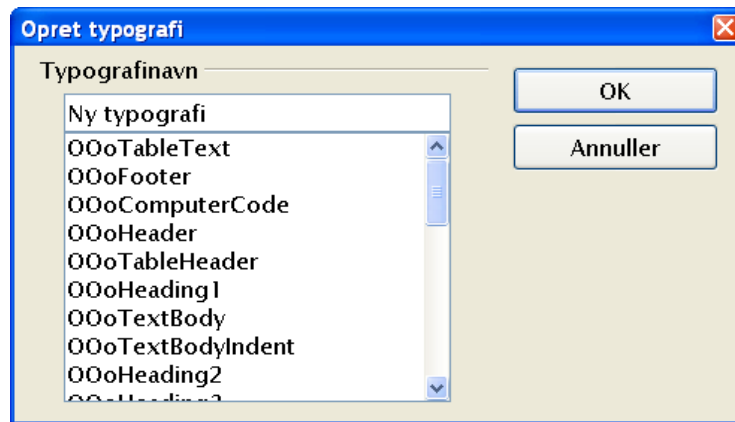 Opret typografi
Typografinavn
OK
Ny typografi
Annuller
OOoTableText
OOoFooter
OOoComputerCode
OOoHeader
OOoTableHeader
OOoHeading1
OOoTextBody
OOoTextBodyIndent
OOoHeading2